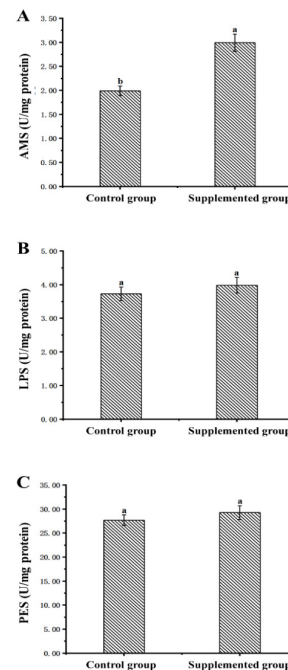 A
3.50
3.00
2.50
2.00
1.50
1.00
0.50
0.00
AMS (U/mg protein)
b
a
Control group
Supplemented group
B
5.00
4.00
3.00
2.00
1.00
0.00
LPS (U/mg protein)
a
a
Control group
Supplemented group
C
35.00
30.00
25.00
20.00
15.00
10.00
5.00
0.00
PES (U/mg protein)
a
a
Control group
Supplemented group